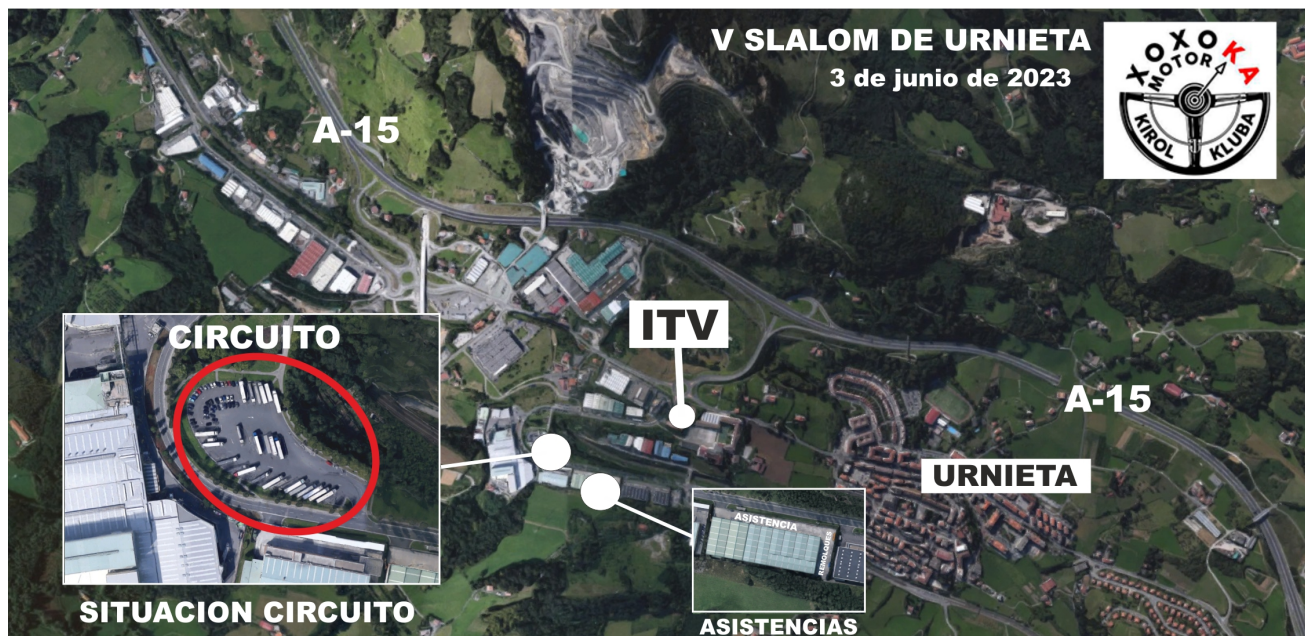 V SLALOM DE URNIETA
3 de junio de 2023
XOXOKA
MOTOR
KIROL KLUBA
A-15
ITV
CIRCUITO
A-15
URNIETA
ASISTENCIA
REMOLQUES
SITUACION CIRCUITO
ASISTENCIAS